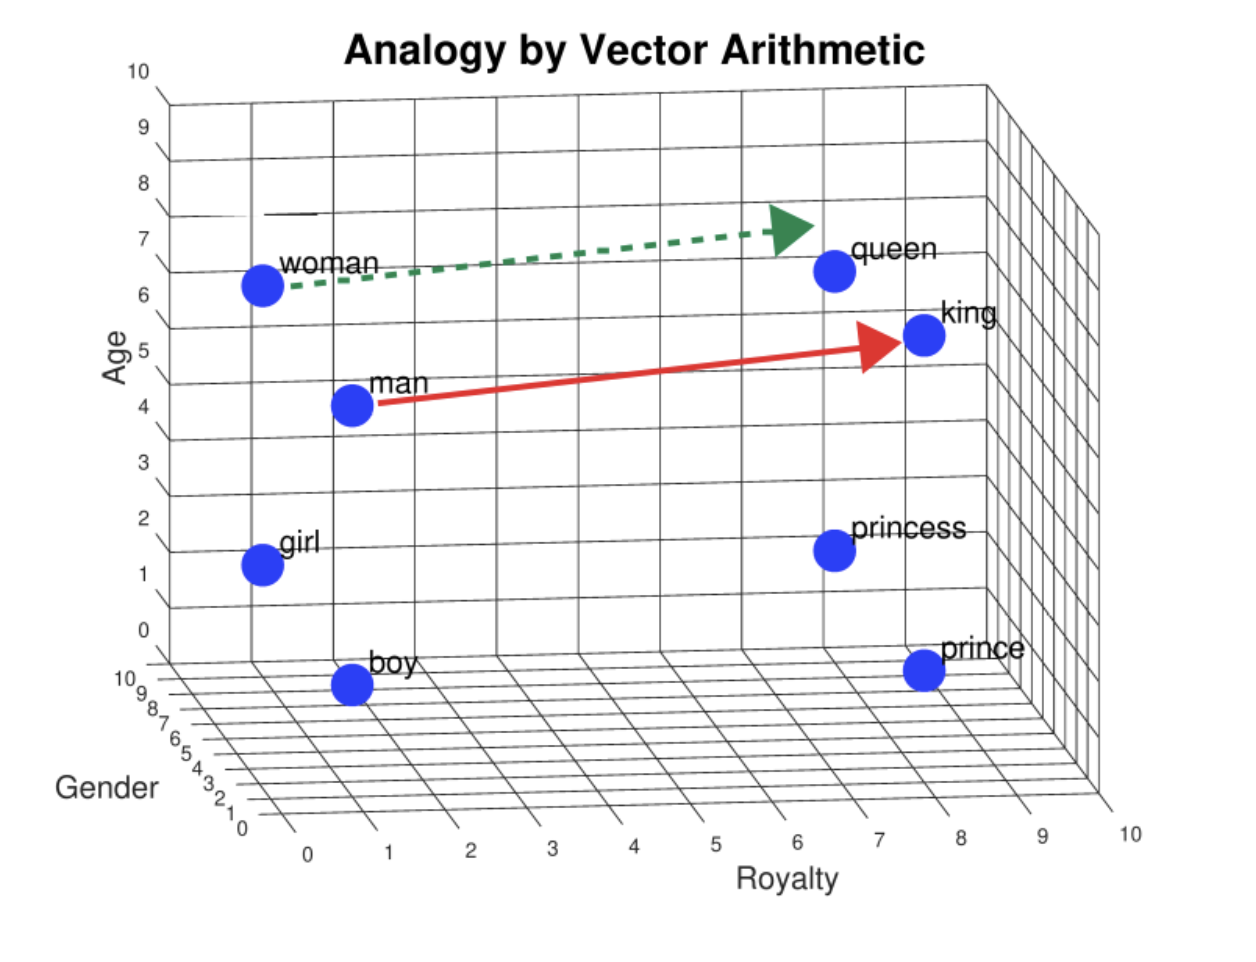 Analogy by Vector Arithmetic
10
9
8
7
6
5
4
3
2
1
0
Age
woman
queen
king
man
girl
princess
boy
prince
10
9
8
7
6
5
4
3
2
1
0
Gender
0
1
2
3
4
5
6
7
8
9
10
Royalty